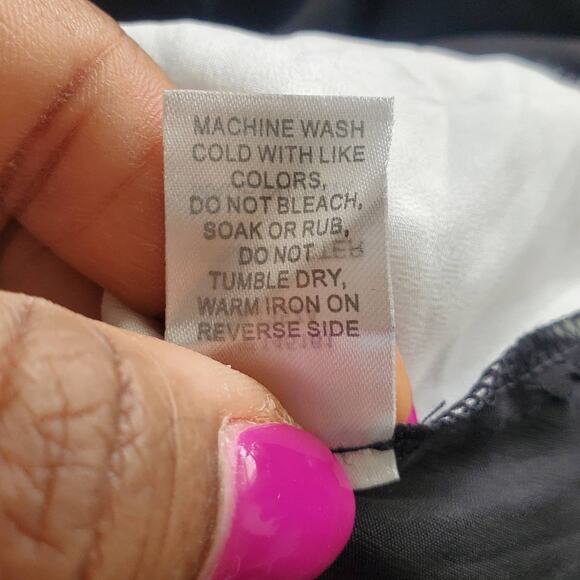 MACHINE WASH
COLD WITH LIKE
COLORS,
DO NOT BLEACH,
SOAK OR RUB,
DO NOT
TUMBLE DRY,
WARM IRON ON
REVERSE SIDE